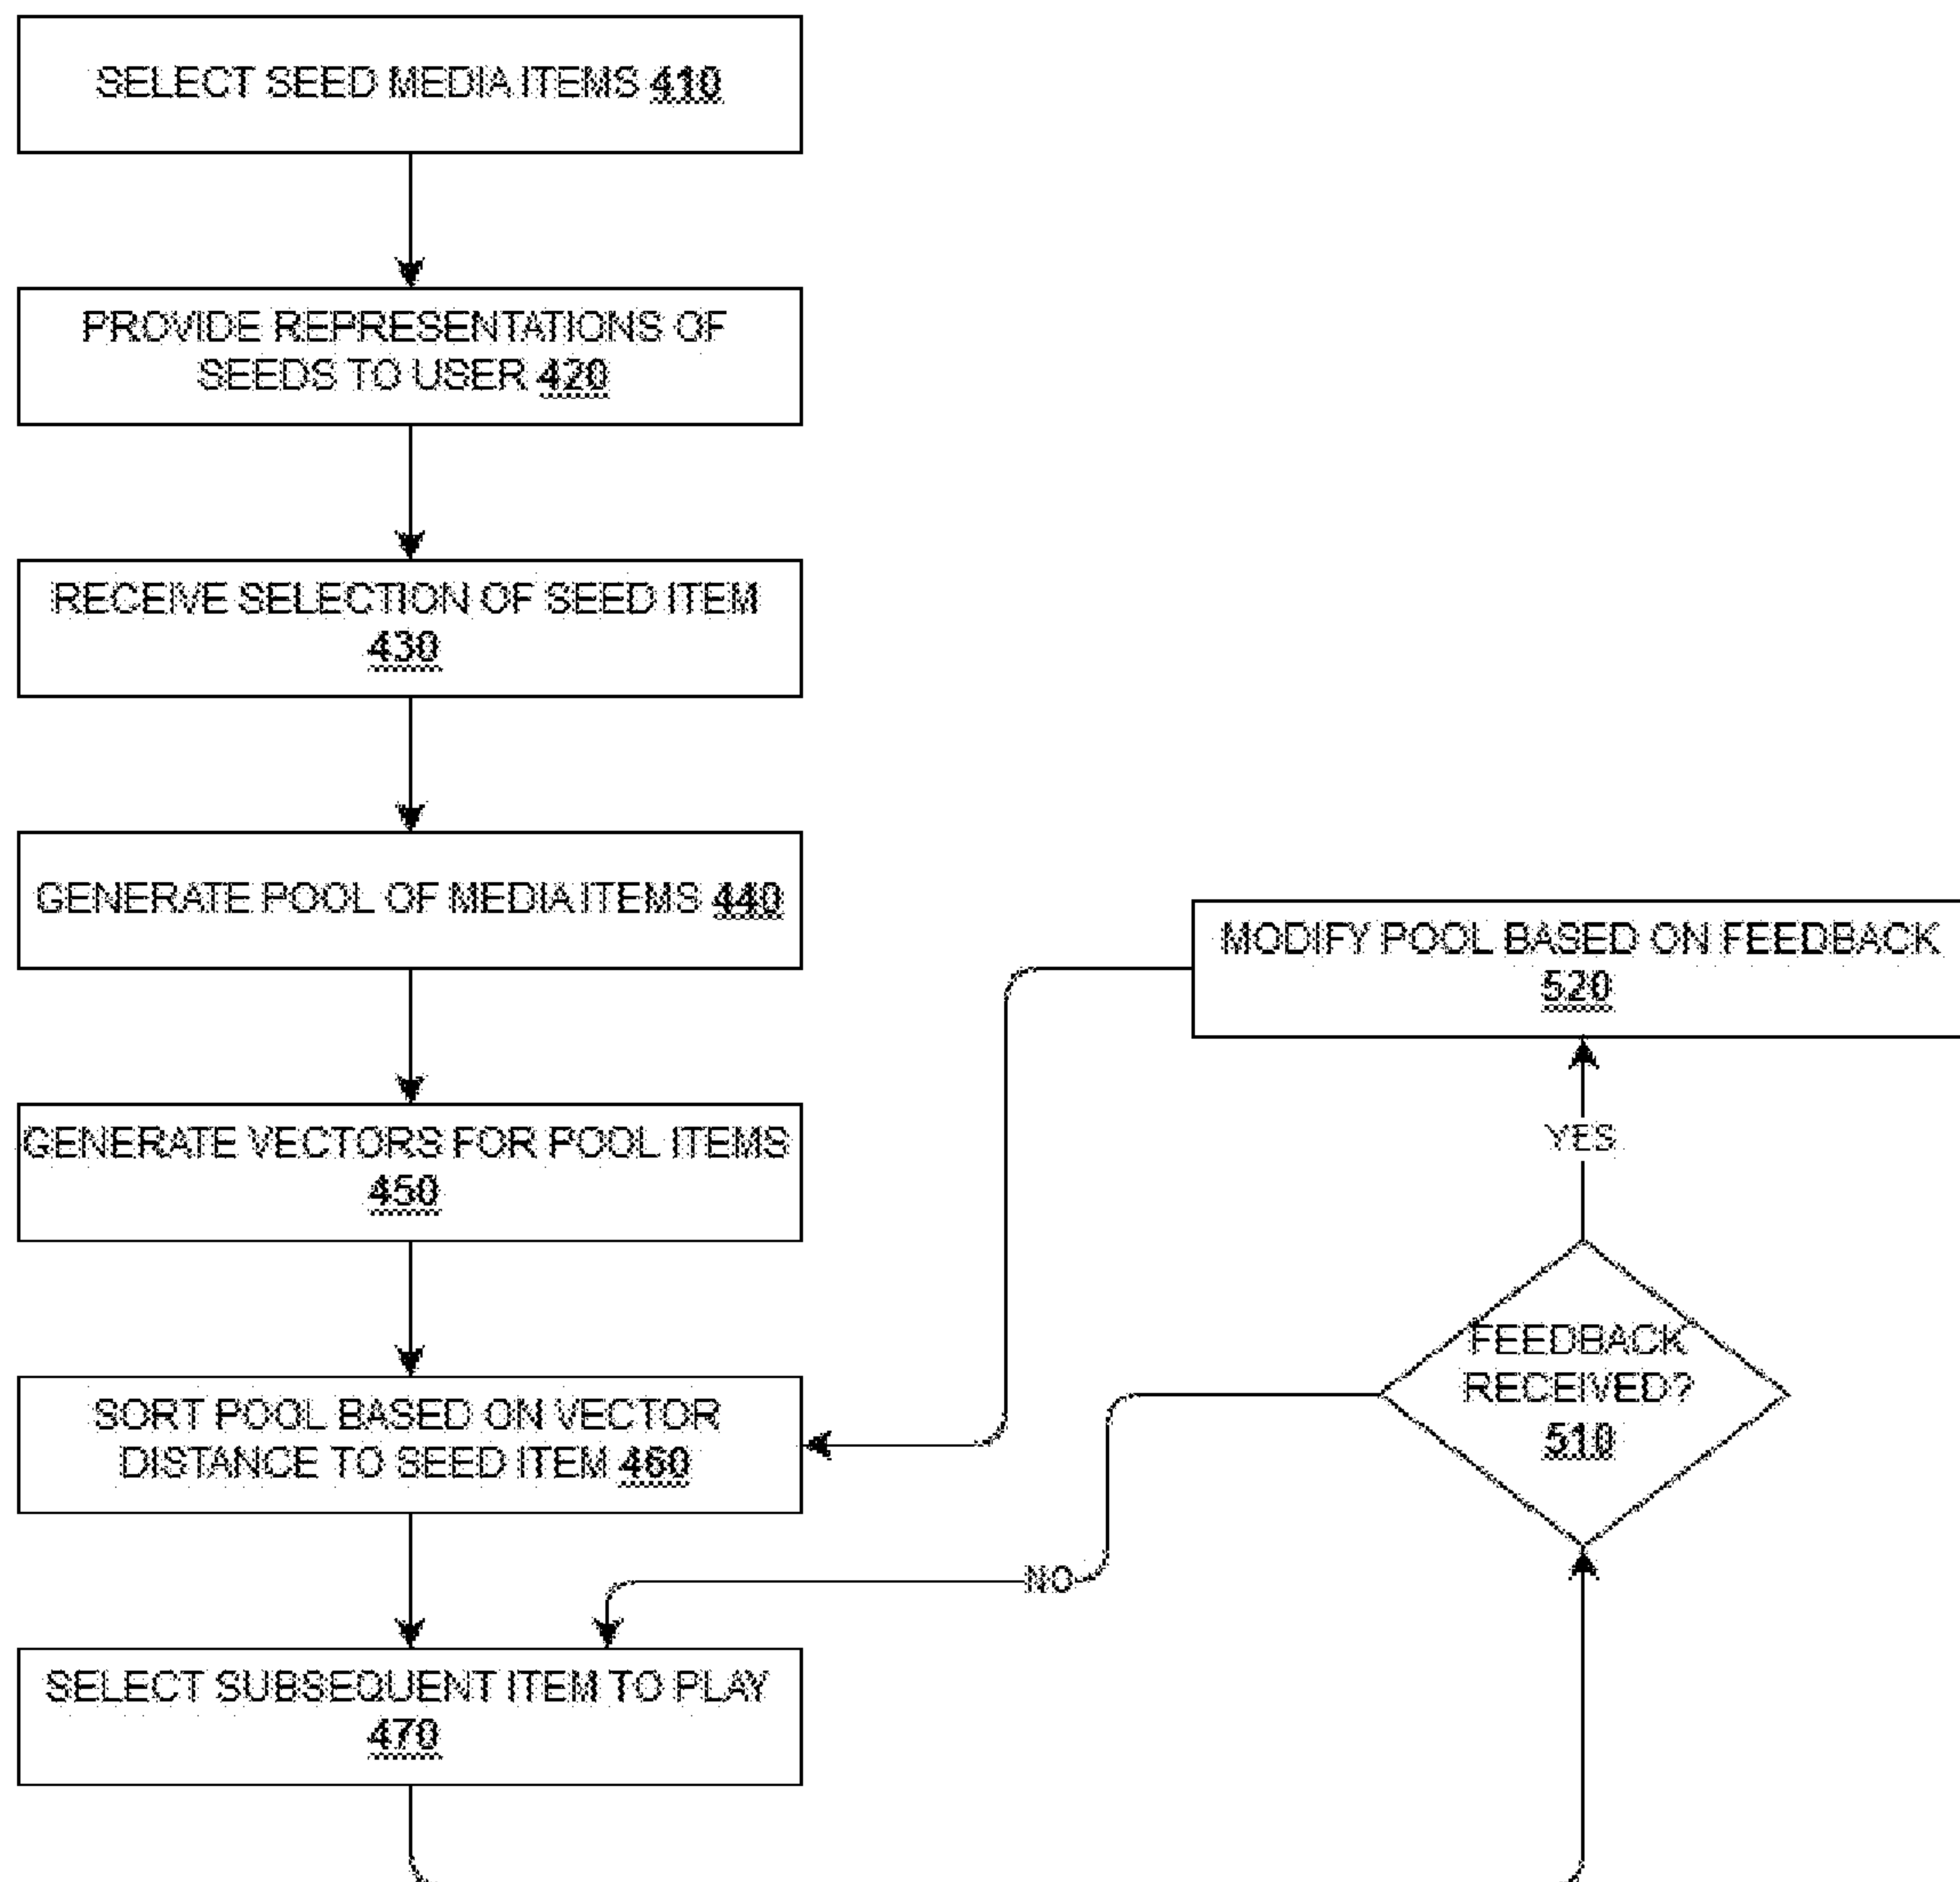 SELECT SEED MEDIA ITEMS 410
PROVIDE REPRESENTATIONS OF
SEEDS TO USER 420
RECEIVE SELECTION OF SEED ITEM
430
GENERATE POOL OF MEDIA ITEMS 440
GENERATE VECTORS FOR POOL ITEMS
450
SORT POOL BASED ON VECTOR
DISTANCE TO SEED ITEM 460
SELECT SUBSEQUENT ITEM TO PLAY
470
MODIFY POOL BASED ON FEEDBACK
520
YES
FEEDBACK
RECEIVED?
510
NO